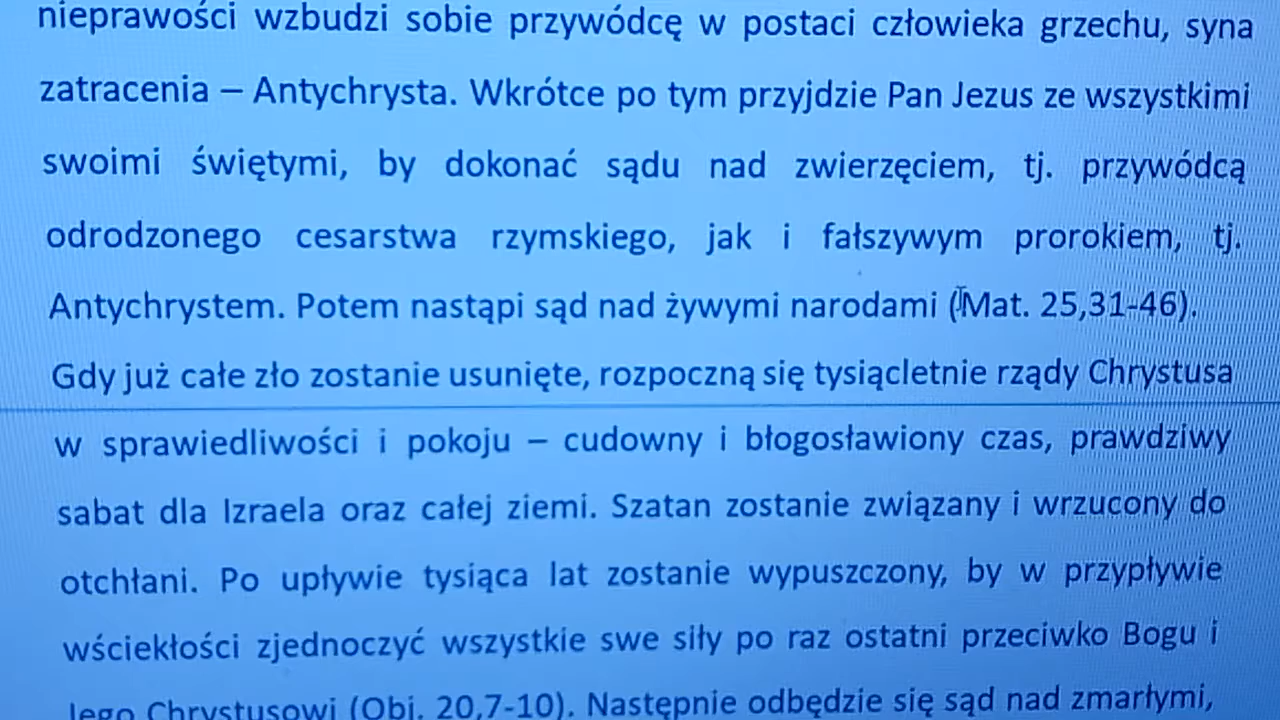 nieprawości wzbudzi sobie przywódcę w postaci człowieka grzechu, syna
zatracenia – Antychrysta. Wkrótce po tym przyjdzie Pan Jezus ze wszystkimi
swoimi świętymi, by dokonać sądu nad zwierzęciem, tj. przywódcą
odrodzonego cesarstwa rzymskiego, jak i fałszywym prorokiem, tj.
Antychrystem. Potem nastąpi sąd nad żywymi narodami (Mat. 25,31-46).
Gdy już całe zło zostanie usunięte, rozpoczną się tysiącletnie rządy Chrystusa
w sprawiedliwości i pokoju – cudowny i błogosławiony czas, prawdziwy
sabat dla Izraela oraz całej ziemi. Szatan zostanie związany i wrzucony do
otchłani. Po upływie tysiąca lat zostanie wypuszczony, by w przypływie
wściekłości zjednoczyć wszystkie swe siły po raz ostatni przeciwko Bogu i
Jego Chrystusowi (Obj. 20,7-10). Następnie odbędzie się sąd nad zmarłymi,